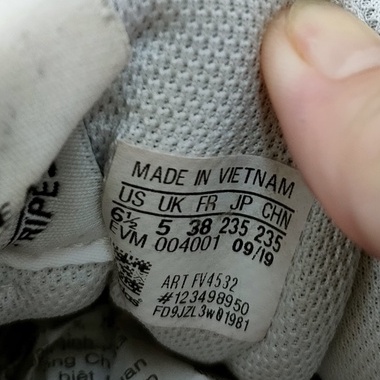 MADE IN VIETNAM
US UK FR JP CHN
6½ 5 38 235 235
EVM 004001 09/19
ART FV4532
#123498950
FD9JZL3w01981
RIPE